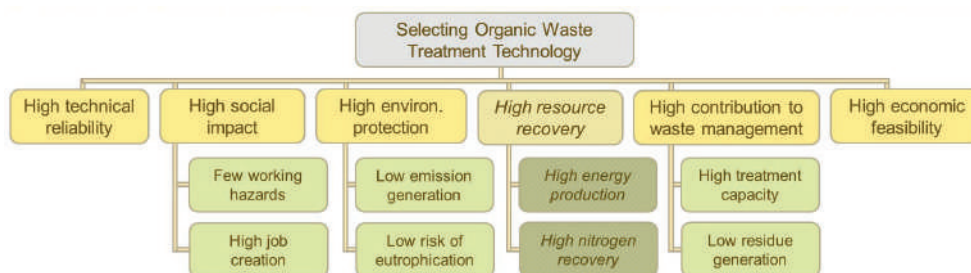 Selecting Organic Waste
Treatment Technology
High technical
reliability
High social
impact
High environ.
protection
High resource
recovery
High contribution to
waste management
High economic
feasibility
Few working
hazards
Low emission
generation
High energy
production
High treatment
capacity
High job
creation
Low risk of
eutrophication
High nitrogen
recovery
Low residue
generation